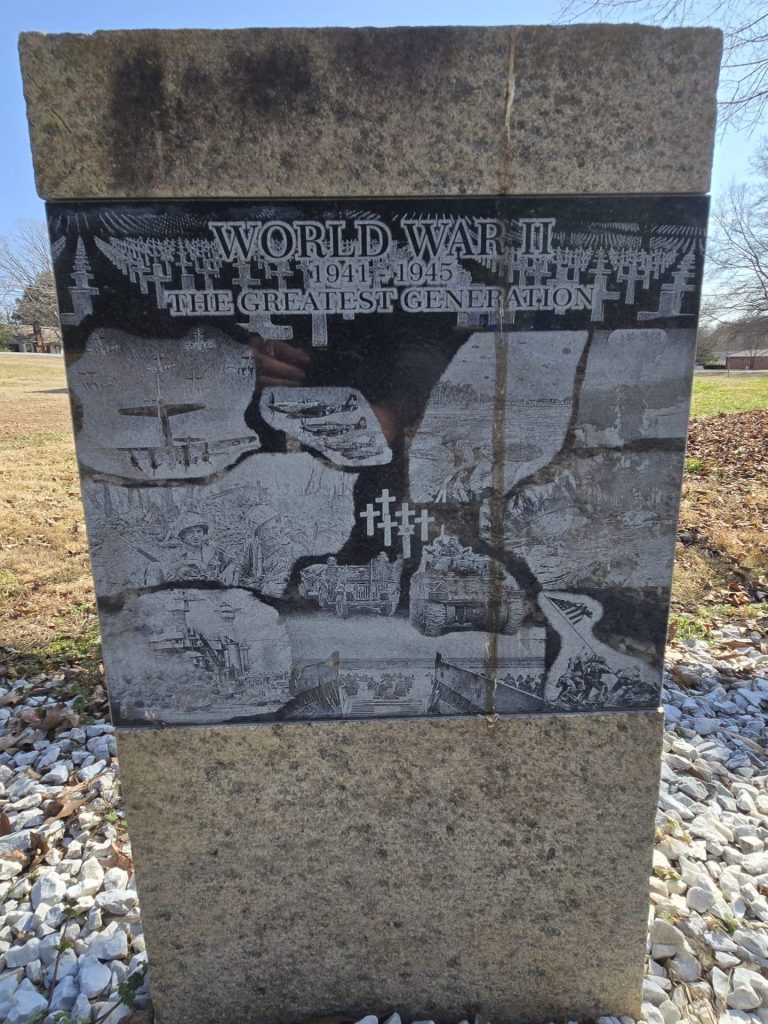 WORLD WAR II
1941 - 1945
THE GREATEST GENERATION